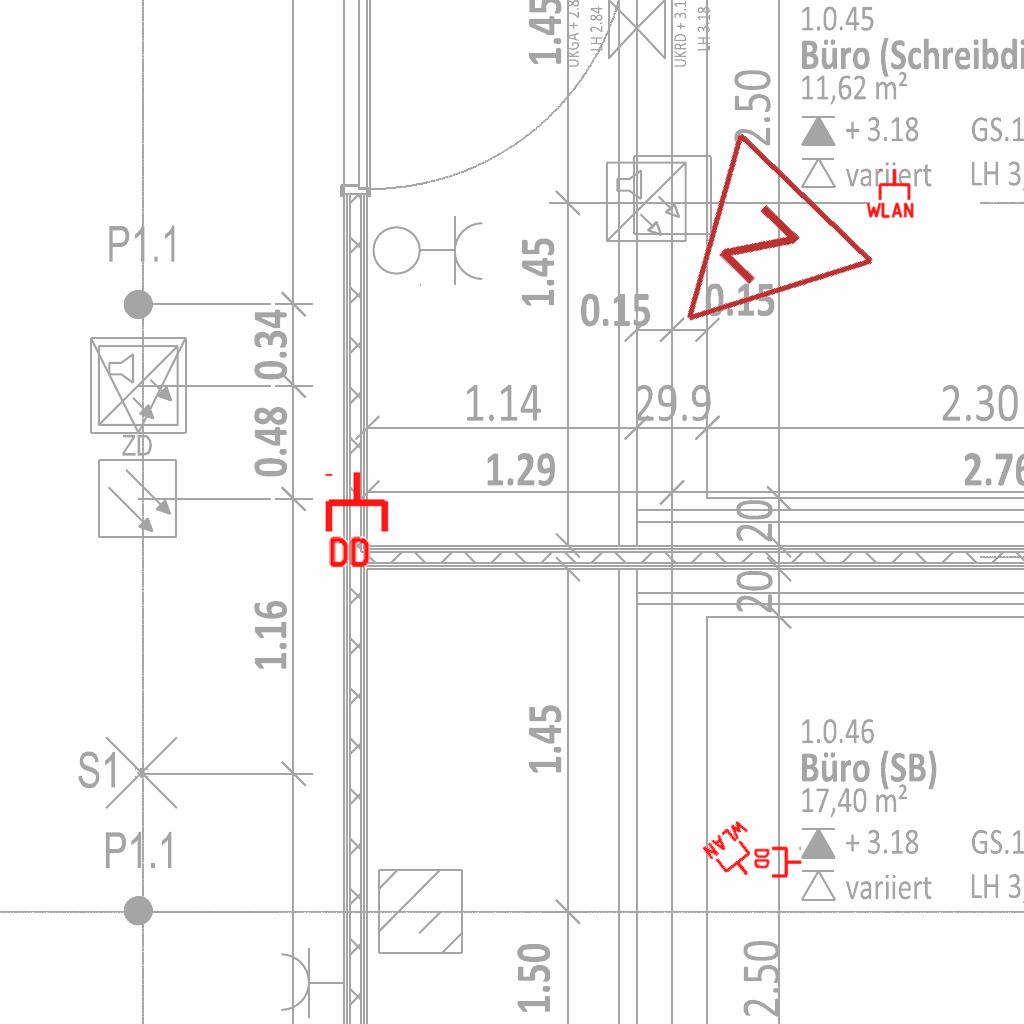 1.45
UKGA + 2.8
LH 2.84
UKRD + 3.1
LH 3.18
2.50
1.0.45
Büro (Schreibdi
11,62 m²
+ 3.18 GS.1
variiert LH 3,
WLAN
P1.1
1.45
0.15
0.15
0.34
1.14
29.9
2.30
0.48
ZD
1.29
2.76
20
DD
20
1.16
1.45
S1
1.0.46
Büro (SB)
17,40 m²
P1.1
WLAN
DD
+ 3.18 GS.1
variiert LH 3,
1.50
2.50